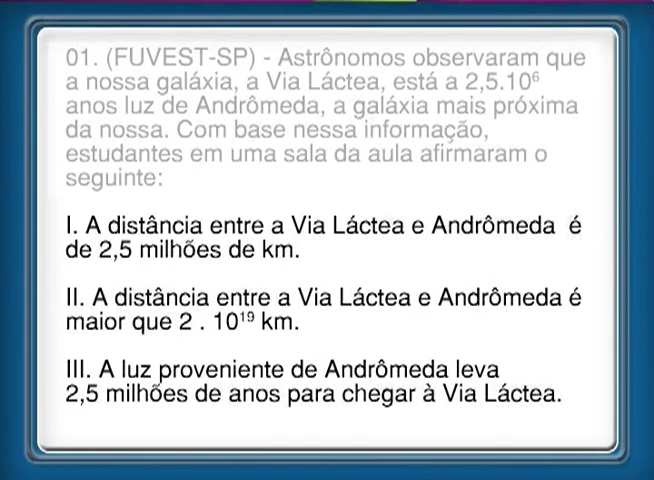 01. (FUVEST-SP) - Astrônomos observaram que
a nossa galáxia, a Via Láctea, está a 2,5.10⁶
anos luz de Andrômeda, a galáxia mais próxima
da nossa. Com base nessa informação,
estudantes em uma sala da aula afirmaram o
seguinte:
I. A distância entre a Via Láctea e Andrômeda é
de 2,5 milhões de km.
II. A distância entre a Via Láctea e Andrômeda é
maior que 2 . 10¹⁹ km.
III. A luz proveniente de Andrômeda leva
2,5 milhões de anos para chegar à Via Láctea.